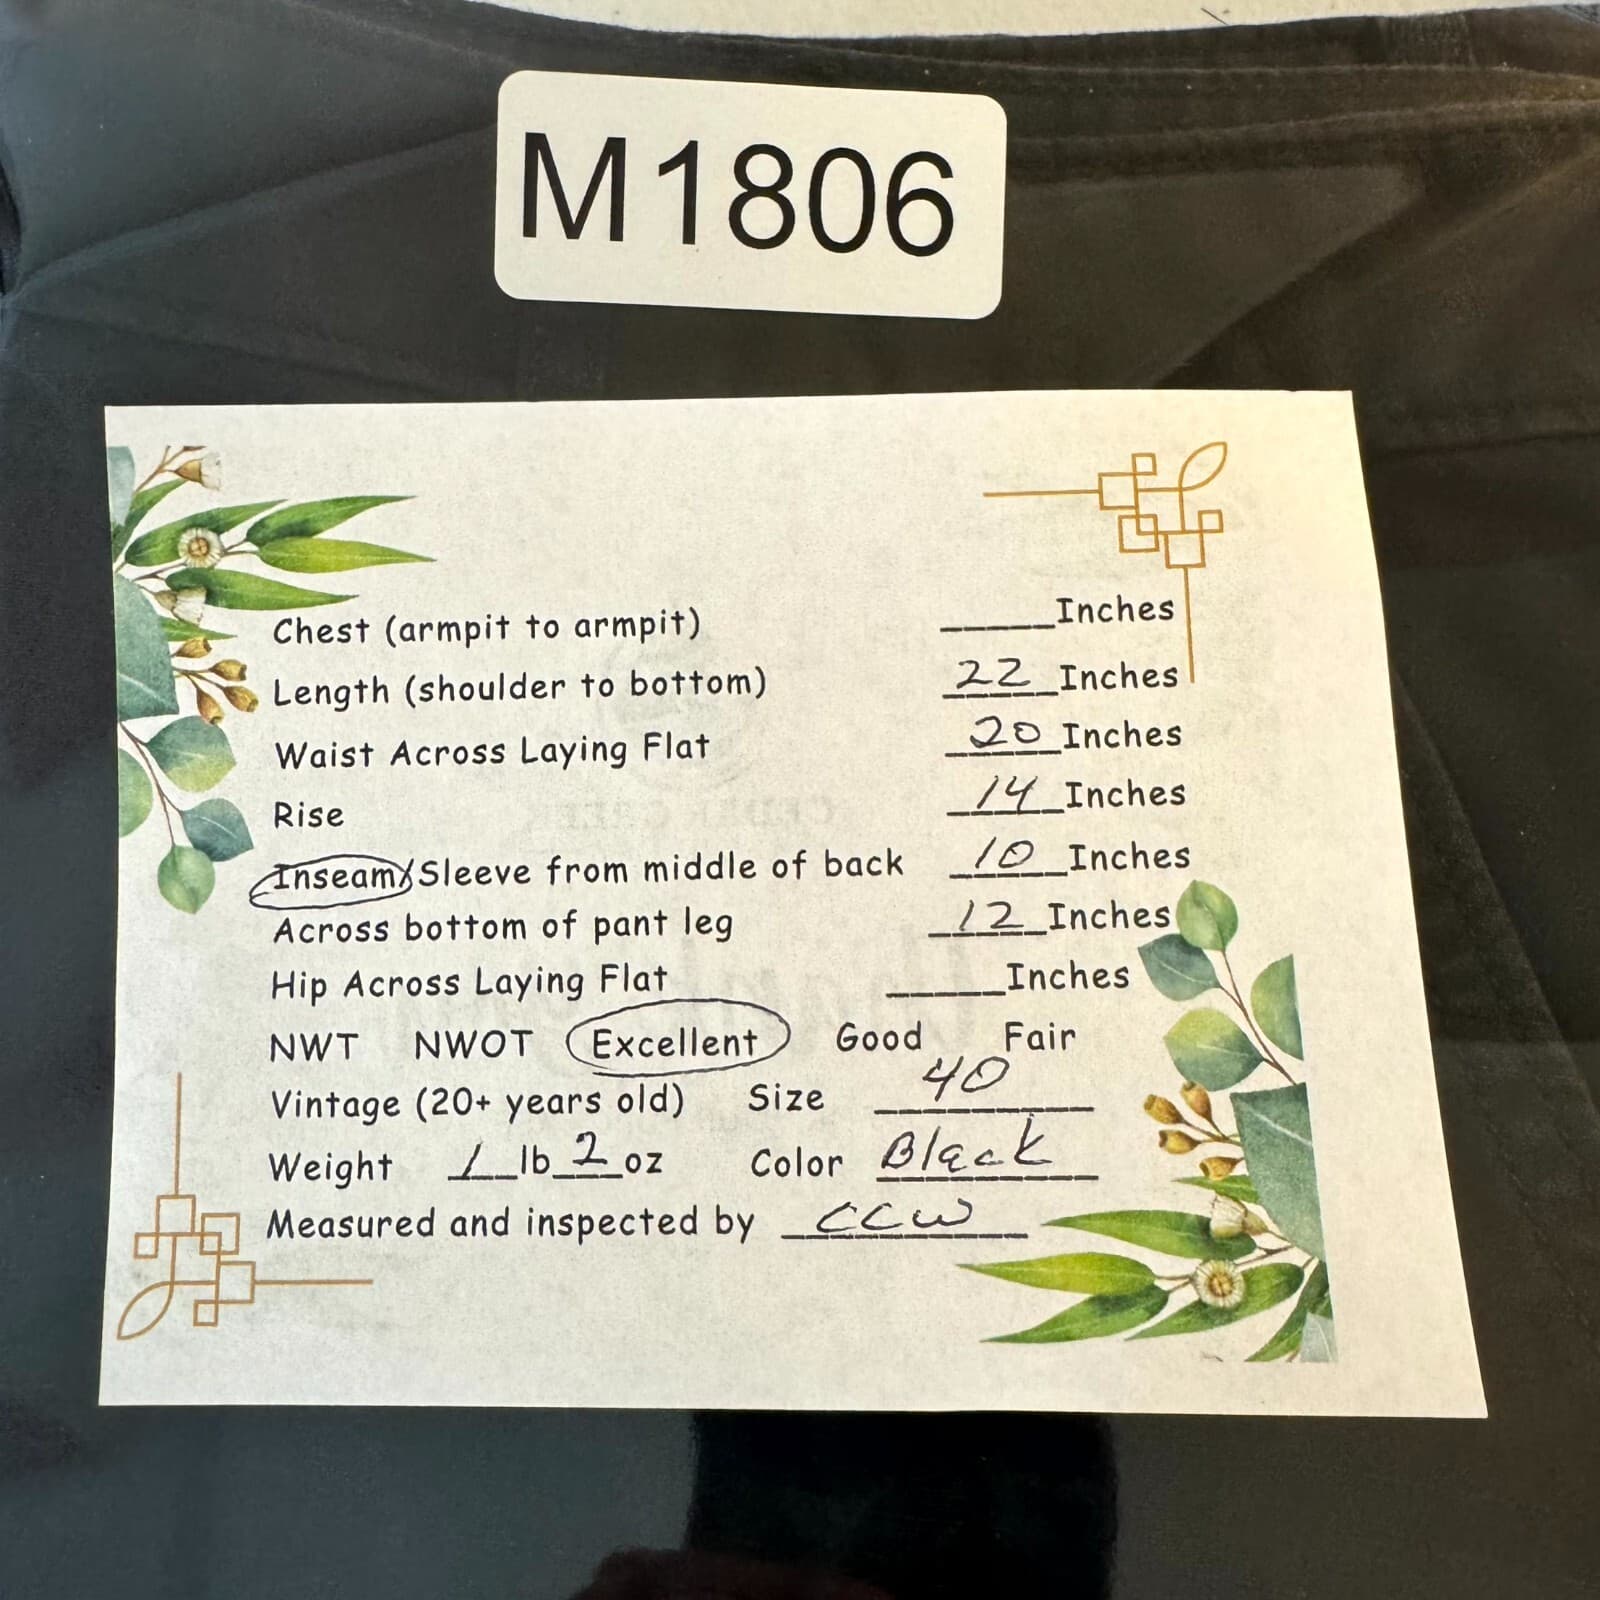 M1806
Chest (armpit to armpit) _____Inches
Length (shoulder to bottom) 22 Inches
Waist Across Laying Flat 20 Inches
Rise 14 Inches
Inseam/Sleeve from middle of back 10 Inches
Across bottom of pant leg 12 Inches
Hip Across Laying Flat _____Inches
NWT NWOT Excellent Good Fair
Vintage (20+ years old) Size 40
Weight 1 lb 2 oz Color Black
Measured and inspected by CCW